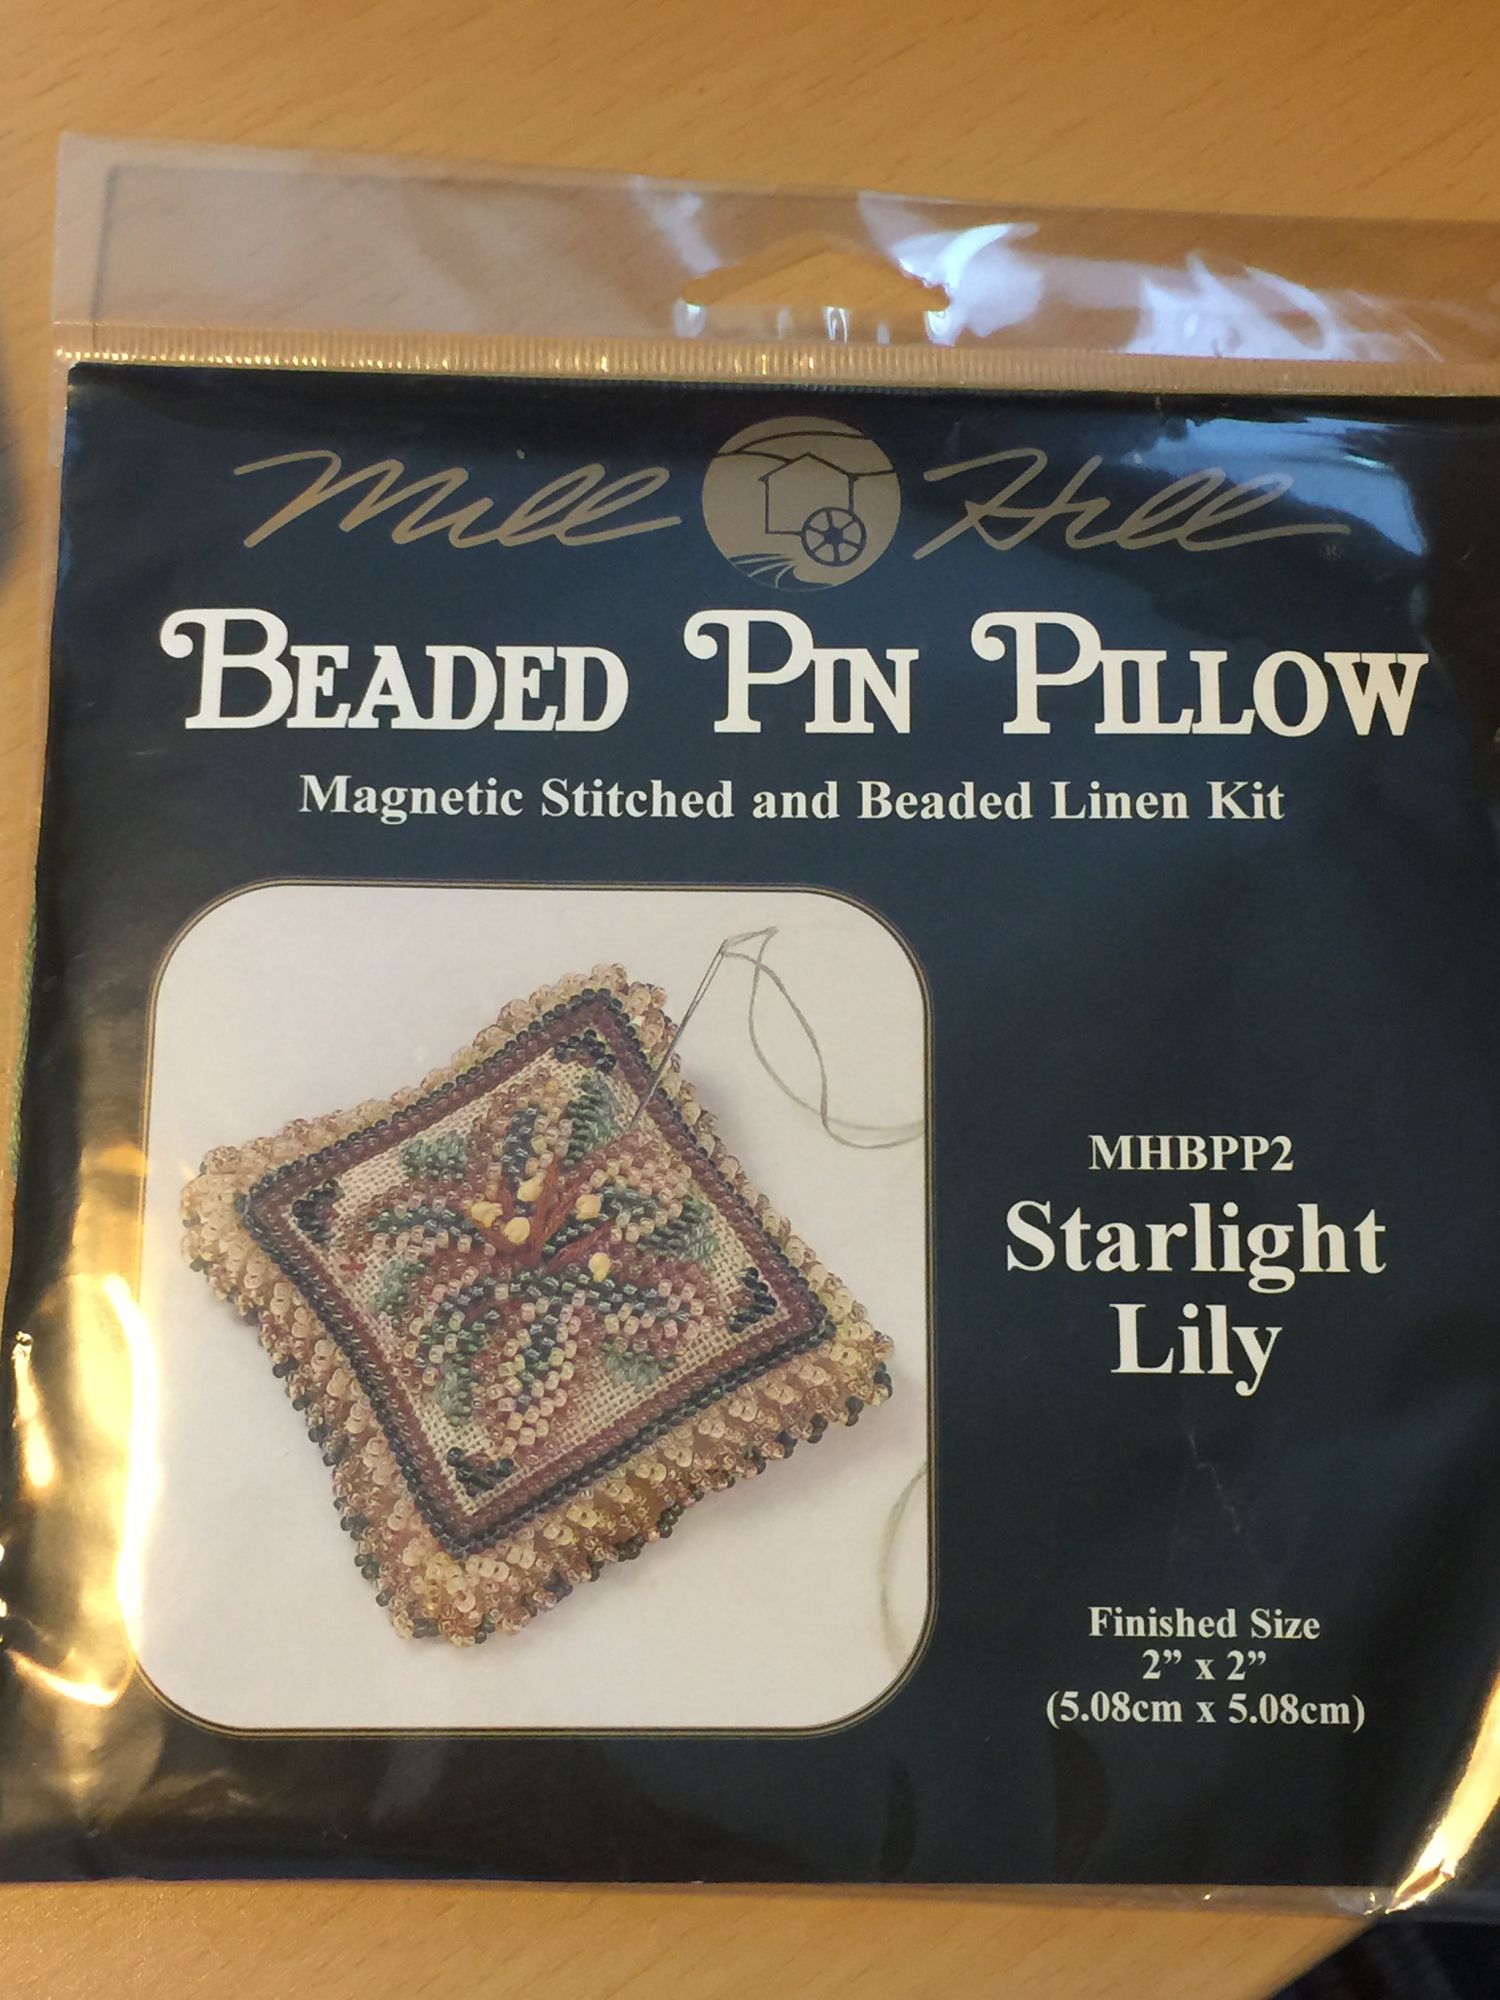 Mill Hill ®
BEADED PIN PILLOW
Magnetic Stitched and Beaded Linen Kit
MHBPP2
Starlight
Lily
Finished Size
2” x 2”
(5.08cm x 5.08cm)